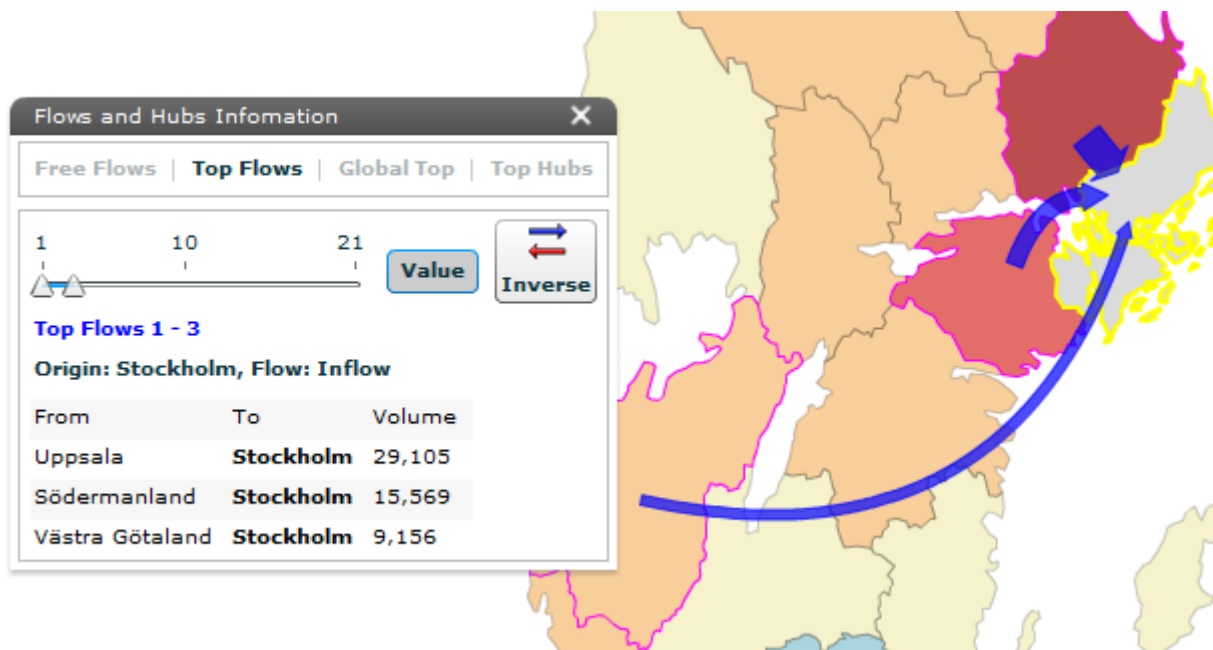 Flows and Hubs Infomation
Free Flows | Top Flows | Global Top | Top Hubs
1 10 21
Value
Inverse
Top Flows 1 - 3
Origin: Stockholm, Flow: Inflow
From To Volume
Uppsala Stockholm 29,105
Södermanland Stockholm 15,569
Västra Götaland Stockholm 9,156